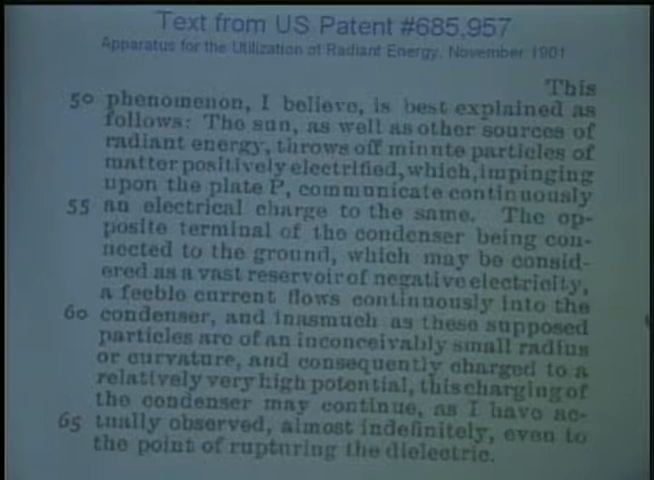 Text from US Patent #685,957
Apparatus for the Utilization of Radiant Energy, November 1901
This
50 phenomenon, I believe, is best explained as
follows: The sun, as well as other sources of
radiant energy, throws off minute particles of
matter positively electrified, which, impinging
upon the plate P, communicate continuously
55 an electrical charge to the same. The op-
posite terminal of the condenser being con-
nected to the ground, which may be consid-
ered as a vast reservoir of negative electricity,
a feeble current flows continuously into the
60 condenser, and inasmuch as these supposed
particles are of an inconceivably small radius
or curvature, and consequently charged to a
relatively very high potential, this charging of
the condenser may continue, as I have ac-
65 tually observed, almost indefinitely, even to
the point of rupturing the dielectric.